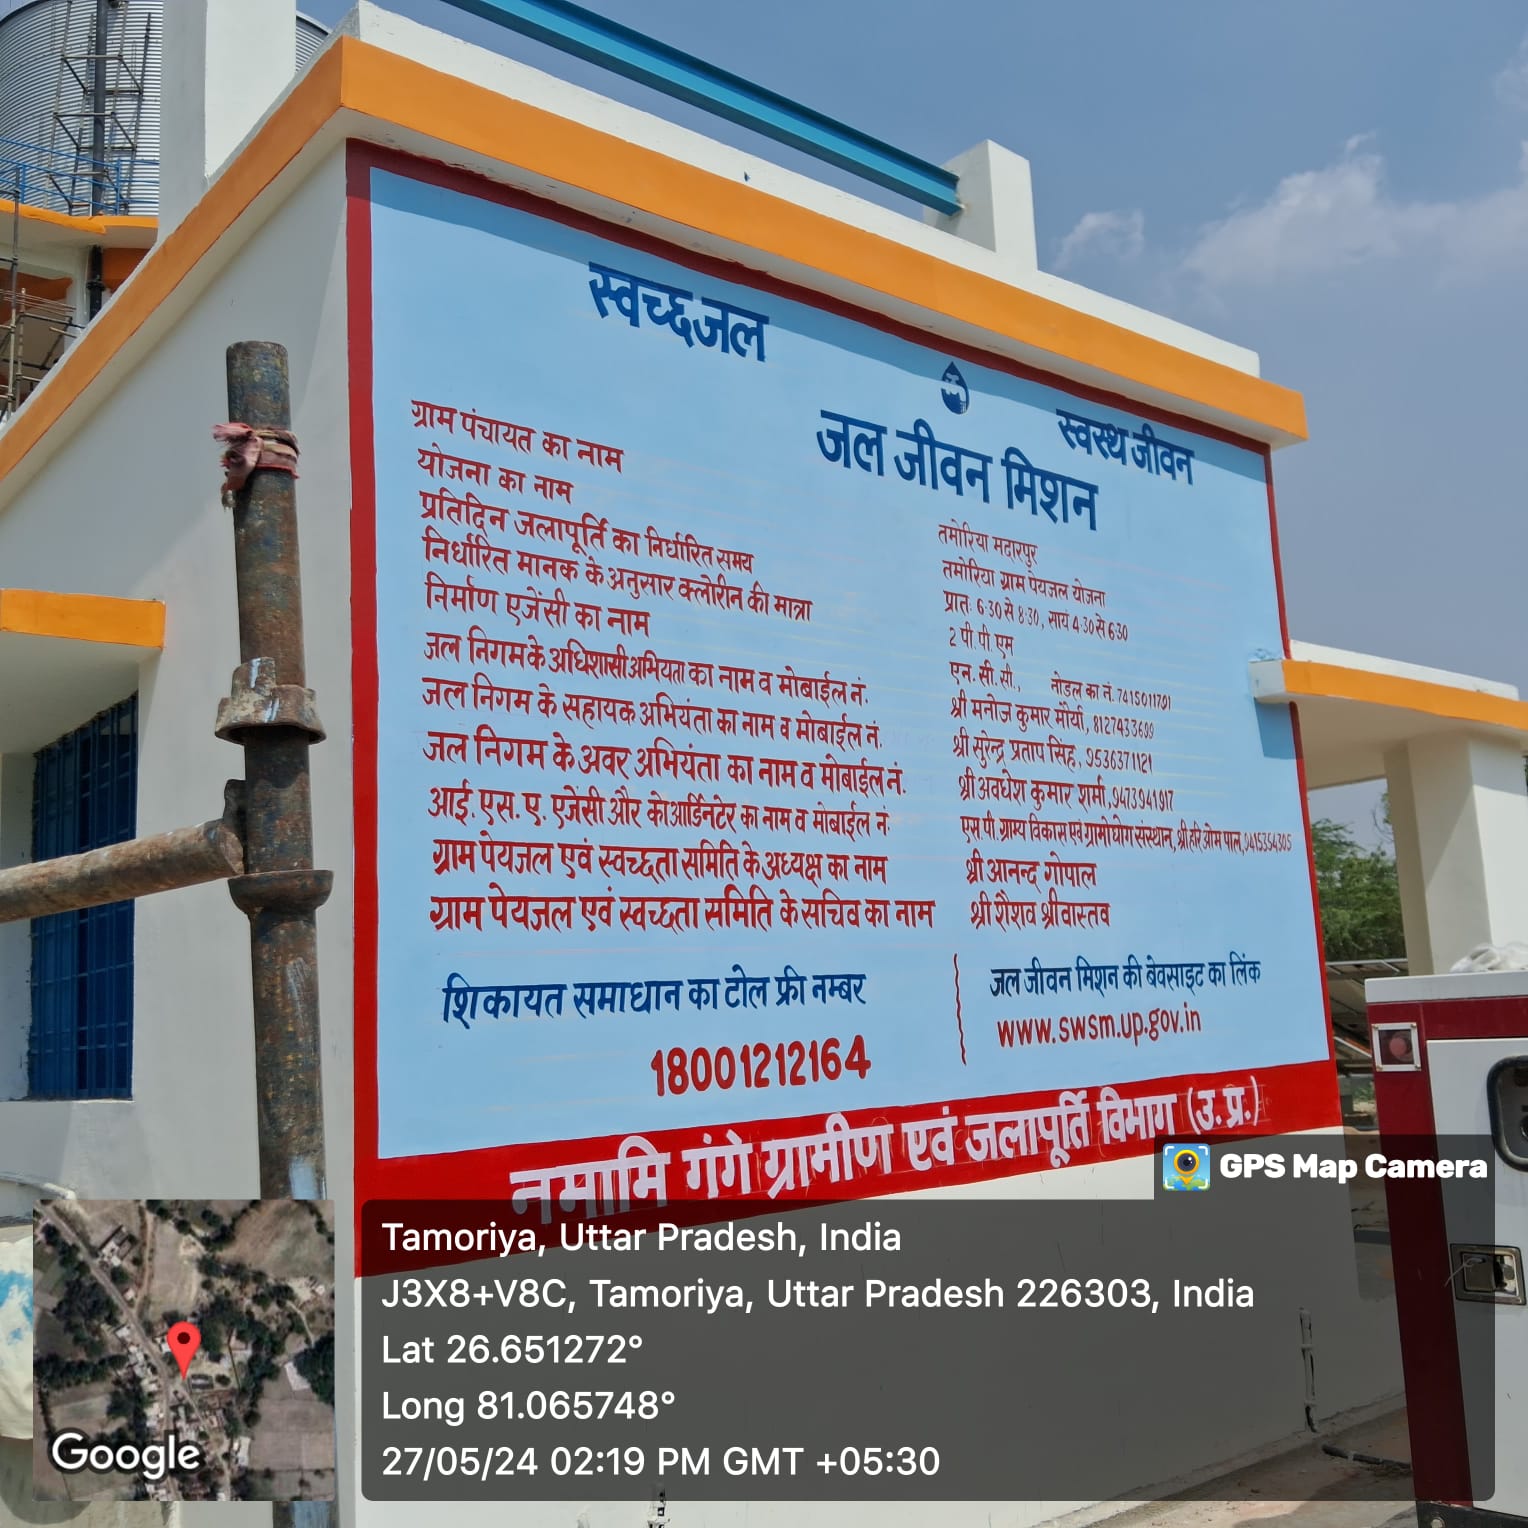 स्वच्छ जल
स्वस्थ जीवन
जल जीवन मिशन
ग्राम पंचायत का नाम तमोरिया मदारपुर
योजना का नाम तमोरिया ग्राम पेयजल योजना
प्रतिदिन जलापूर्ति का निर्धारित समय प्रातः 6:30 से 8:30, सायं 4:30 से 6:30
निर्धारित मानक के अनुसार क्लोरीन की मात्रा 2 पी पी एम
निर्माण एजेंसी का नाम एन. सी. सी., नोडल का नं. 7415011791
जल निगम के अधिशासी अभियता का नाम व मोबाईल नं. श्री मनोज कुमार मौर्या, 8127433699
जल निगम के सहायक अभियंता का नाम व मोबाईल नं. श्री सुरेन्द्र प्रताप सिंह, 9536371121
जल निगम के अवर अभियंता का नाम व मोबाईल नं. श्री अवधेश कुमार शर्मा, 9473941917
आई. एस. ए. एजेंसी और कोआर्डिनटेर का नाम व मोबाईल नं एस.पी. ग्राम्य विकास एवं ग्रामोघोग संस्थान, श्री हरि ओम पाल, 9415354305
ग्राम पेयजल एवं स्वच्छता समिति के अध्यक्ष का नाम श्री आनन्द गोपाल
ग्राम पेयजल एवं स्वच्छता समिति के सचिव का नाम श्री शैशव श्रीवास्तव
शिकायत समाधान का टोल फ्री नम्बर
18001212164
जल जीवन मिशन की बेवसाइट का लिंक
www.swsm.up.gov.in
नमामि गंगे ग्रामीण एवं जलापूर्ति विभाग (उ. प्र.)
GPS Map Camera
Tamoriya, Uttar Pradesh, India
J3X8+V8C, Tamoriya, Uttar Pradesh 226303, India
Lat 26.651272°
Long 81.065748°
27/05/24 02:19 PM GMT +05:30
Google